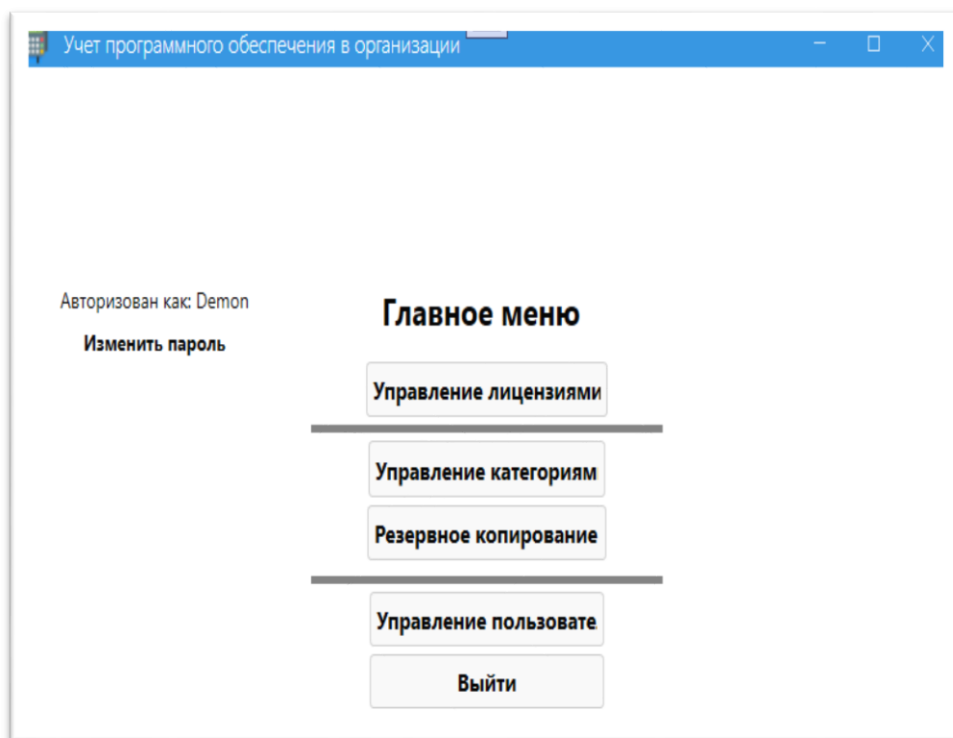 Учет программного обеспечения в организации
Авторизован как: Demon
Изменить пароль
Главное меню
Управление лицензиями
Управление категориям
Резервное копирование
Управление пользовате
Выйти